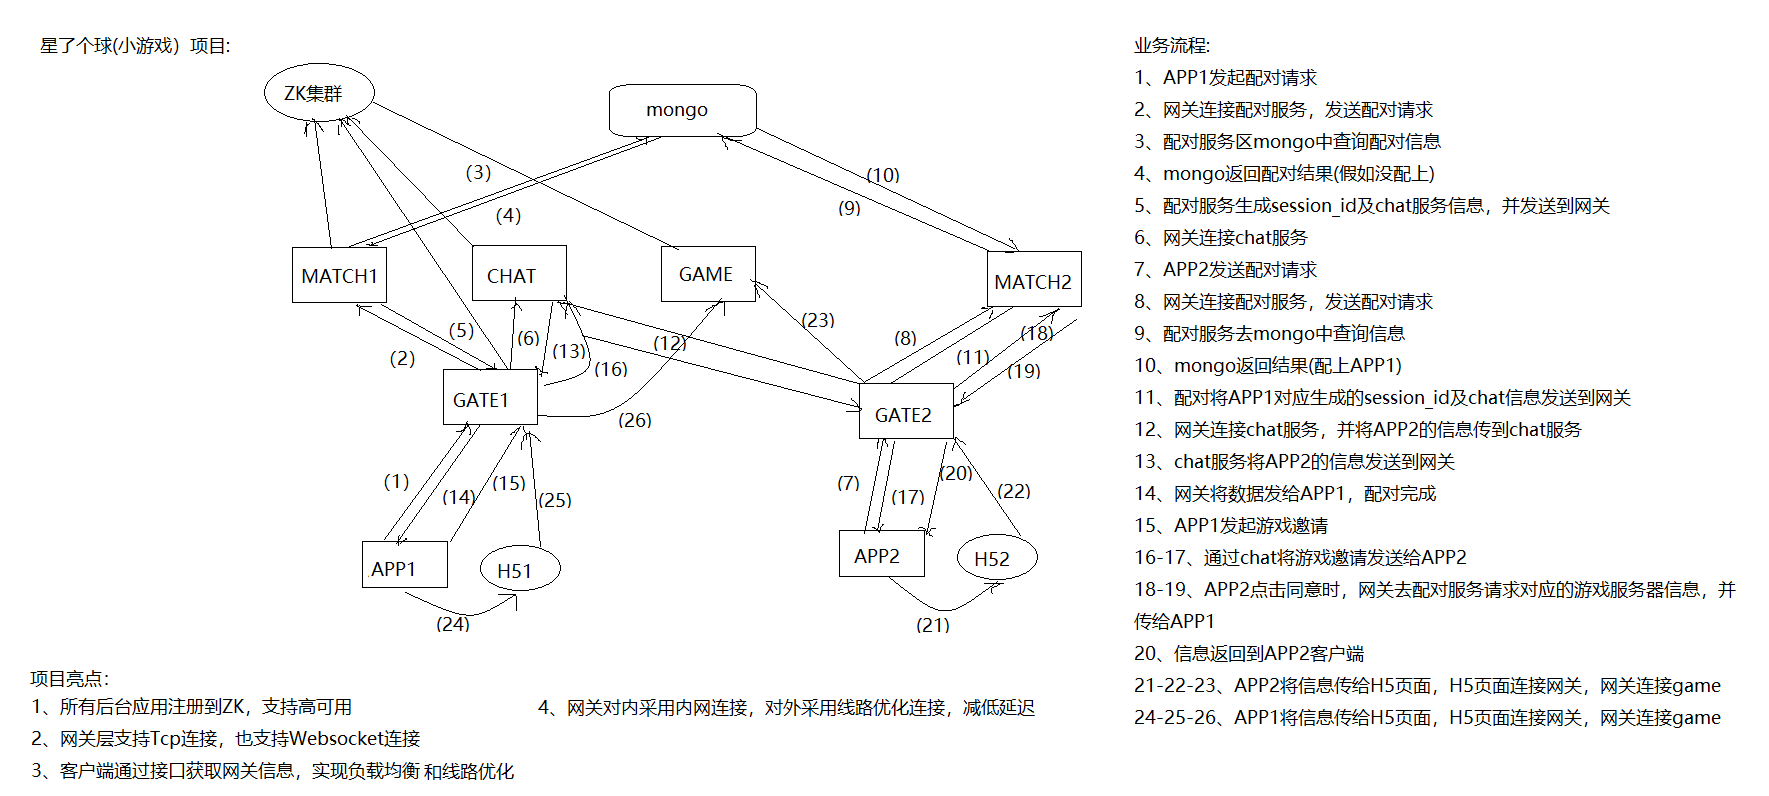 星了个球(小游戏）项目:
ZK集群
mongo
(3)
(10)
(4)
(9)
MATCH1
CHAT
GAME
MATCH2
(5)
(2)
(6)
(13)
(16)
(12)
(23)
(8)
(11)
(18)
(19)
GATE1
(26)
GATE2
(1)
(14)
(15)
(25)
(7)
(17)
(20)
(22)
APP1
H51
APP2
H52
(24)
(21)
业务流程:
1、APP1发起配对请求
2、网关连接配对服务，发送配对请求
3、配对服务区mongo中查询配对信息
4、mongo返回配对结果(假如没配上)
5、配对服务生成session_id及chat服务信息，并发送到网关
6、网关连接chat服务
7、APP2发送配对请求
8、网关连接配对服务，发送配对请求
9、配对服务去mongo中查询信息
10、mongo返回结果(配上APP1)
11、配对将APP1对应生成的session_id及chat信息发送到网关
12、网关连接chat服务，并将APP2的信息传到chat服务
13、chat服务将APP2的信息发送到网关
14、网关将数据发给APP1，配对完成
15、APP1发起游戏邀请
16-17、通过chat将游戏邀请发送给APP2
18-19、APP2点击同意时，网关去配对服务请求对应的游戏服务器信息，并
传给APP1
20、信息返回到APP2客户端
21-22-23、APP2将信息传给H5页面，H5页面连接网关，网关连接game
24-25-26、APP1将信息传给H5页面，H5页面连接网关，网关连接game
项目亮点：
1、所有后台应用注册到ZK，支持高可用
2、网关层支持Tcp连接，也支持Websocket连接
3、客户端通过接口获取网关信息，实现负载均衡 和线路优化
4、网关对内采用内网连接，对外采用线路优化连接，减低延迟